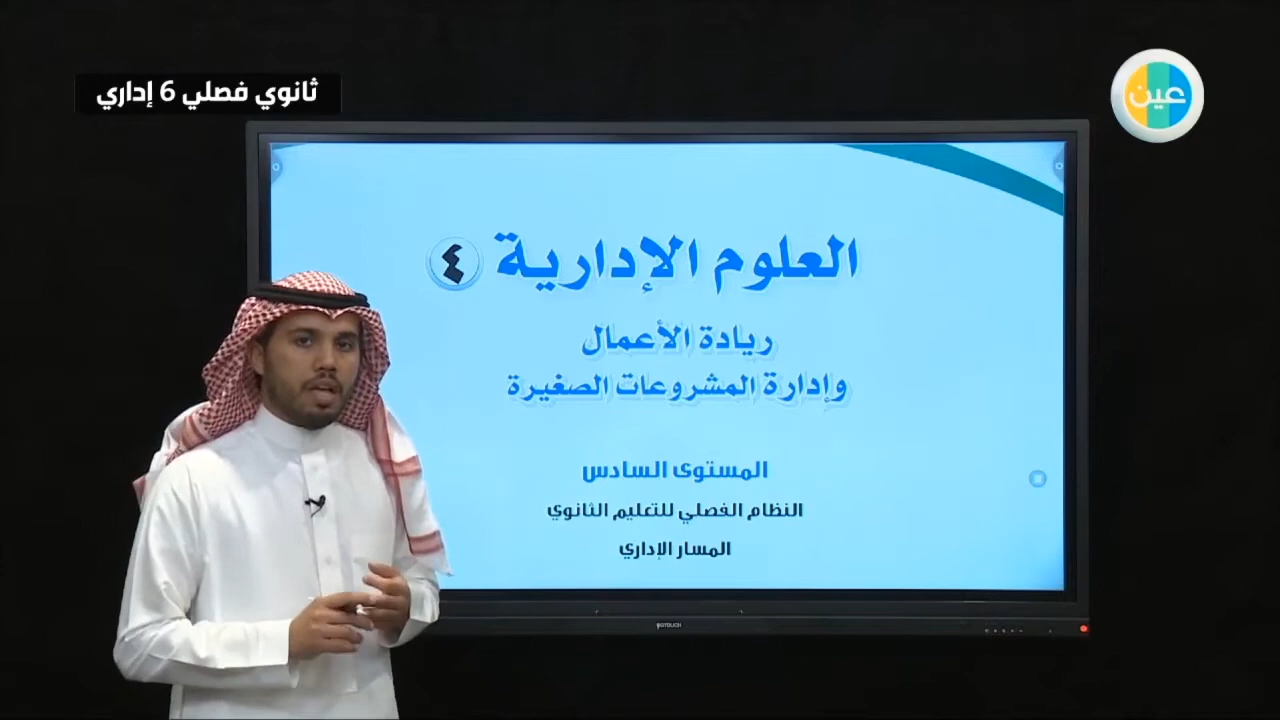 ثانوي فصلي 6 إداري
عين
العلوم الإدارية ٤
ريادة الأعمال
وإدارة المشروعات الصغيرة
المستوى السادس
النظام الفصلي للتعليم الثانوي
المسار الإداري